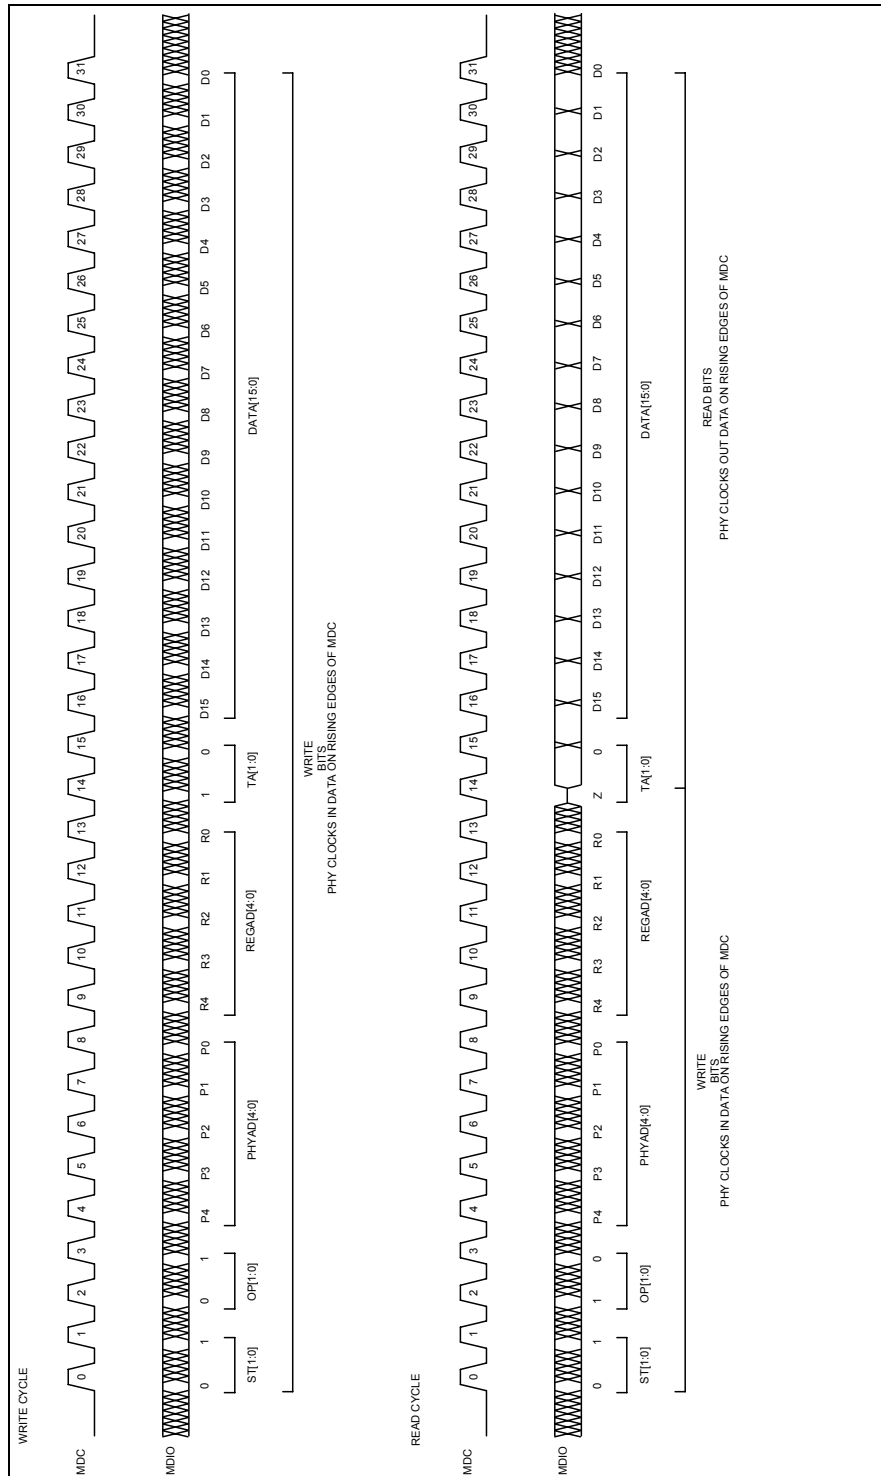 WRITE CYCLE
MDC 0 1 2 3 4 5 6 7 8 9 10 11 12 13 14 15 16 17 18 19 20 21 22 23 24 25 26 27 28 29 30 31
MDIO
0 1 0 1 P4 P3 P2 P1 P0 R4 R3 R2 R1 R0 1 0 D15 D14 D13 D12 D11 D10 D9 D8 D7 D6 D5 D4 D3 D2 D1 D0
ST[1:0] OP[1:0] PHYAD[4:0] REGAD[4:0] TA[1:0] DATA[15:0]
WRITE
BITS
PHY CLOCKS IN DATA ON RISING EDGES OF MDC
READ CYCLE
MDC 0 1 2 3 4 5 6 7 8 9 10 11 12 13 14 15 16 17 18 19 20 21 22 23 24 25 26 27 28 29 30 31
MDIO
0 1 1 0 P4 P3 P2 P1 P0 R4 R3 R2 R1 R0 Z 0 D15 D14 D13 D12 D11 D10 D9 D8 D7 D6 D5 D4 D3 D2 D1 D0
ST[1:0] OP[1:0] PHYAD[4:0] REGAD[4:0] TA[1:0] DATA[15:0]
WRITE
BITS
PHY CLOCKS IN DATA ON RISING EDGES OF MDC
READ BITS
PHY CLOCKS OUT DATA ON RISING EDGES OF MDC